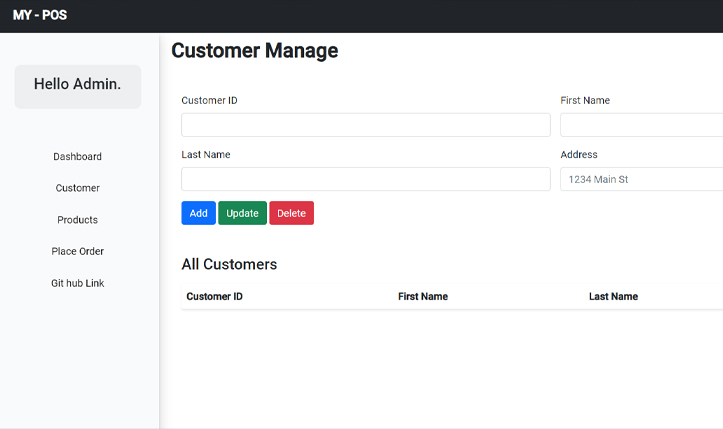 MY - POS
Customer Manage
Hello Admin.
Dashboard
Customer
Products
Place Order
Git hub Link
Customer ID
First Name
Last Name
Address
1234 Main St
Add Update Delete
All Customers
Customer ID First Name Last Name